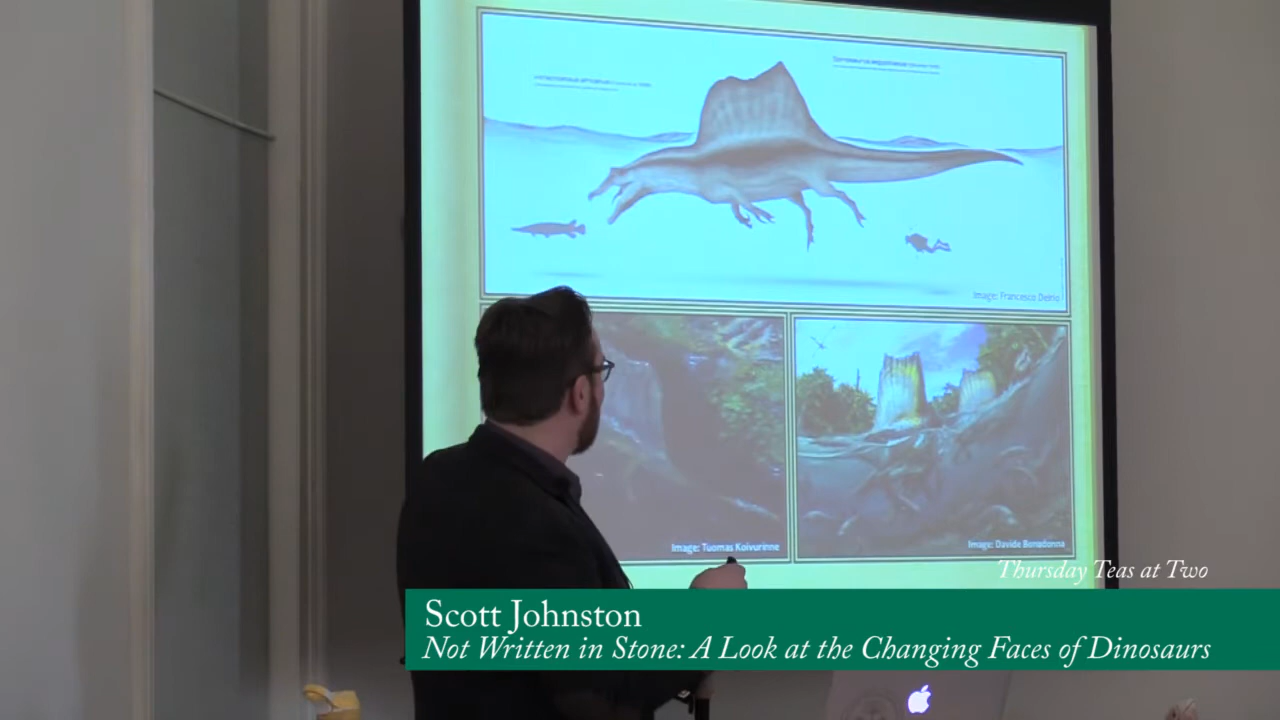 Image: Francesco Delrio
Image: Tuomas Koivurinne
Image: Davide Bonadonna
Thursday Teas at Two
Scott Johnston
Not Written in Stone: A Look at the Changing Faces of Dinosaurs